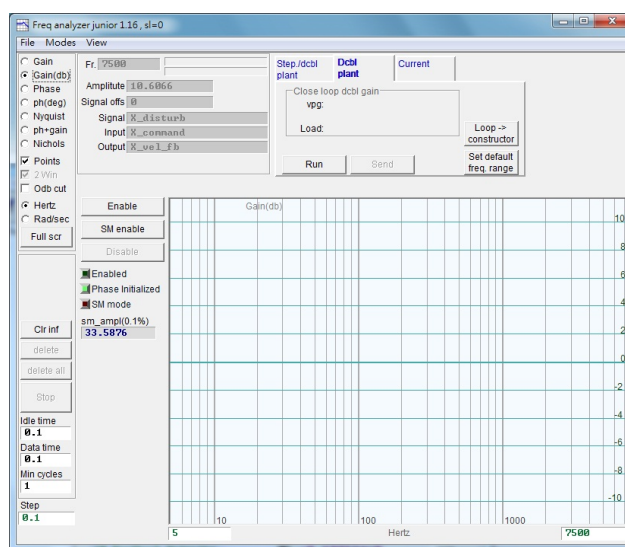 Freq analyzer junior 1.16 , sl=0
File Modes View
Gain
Gain(db)
Phase
ph(deg)
Nyquist
ph+gain
Nichols
Points
2 Win
0db cut
Hertz
Rad/sec
Full scr
Fr. 7500
Amplitude 10.6066
Signal offs 0
Signal X_disturb
Input X_command
Output X_vel_fb
Step./dcbl plant
Dcbl plant
Current
Close loop dcbl gain
vpg:
Load:
Loop -> constructor
Run
Send
Set default freq. range
Enable
SM enable
Disable
Enabled
Phase Initialized
SM mode
sm_ampl(0.1%)
33.5876
Clr inf
delete
delete all
Stop
Idle time
0.1
Data time
0.1
Min cycles
1
Step
0.1
Gain(db)
10
8
6
4
2
0
-2
-4
-6
-8
-10
10 100 1000
5 Hertz 7500